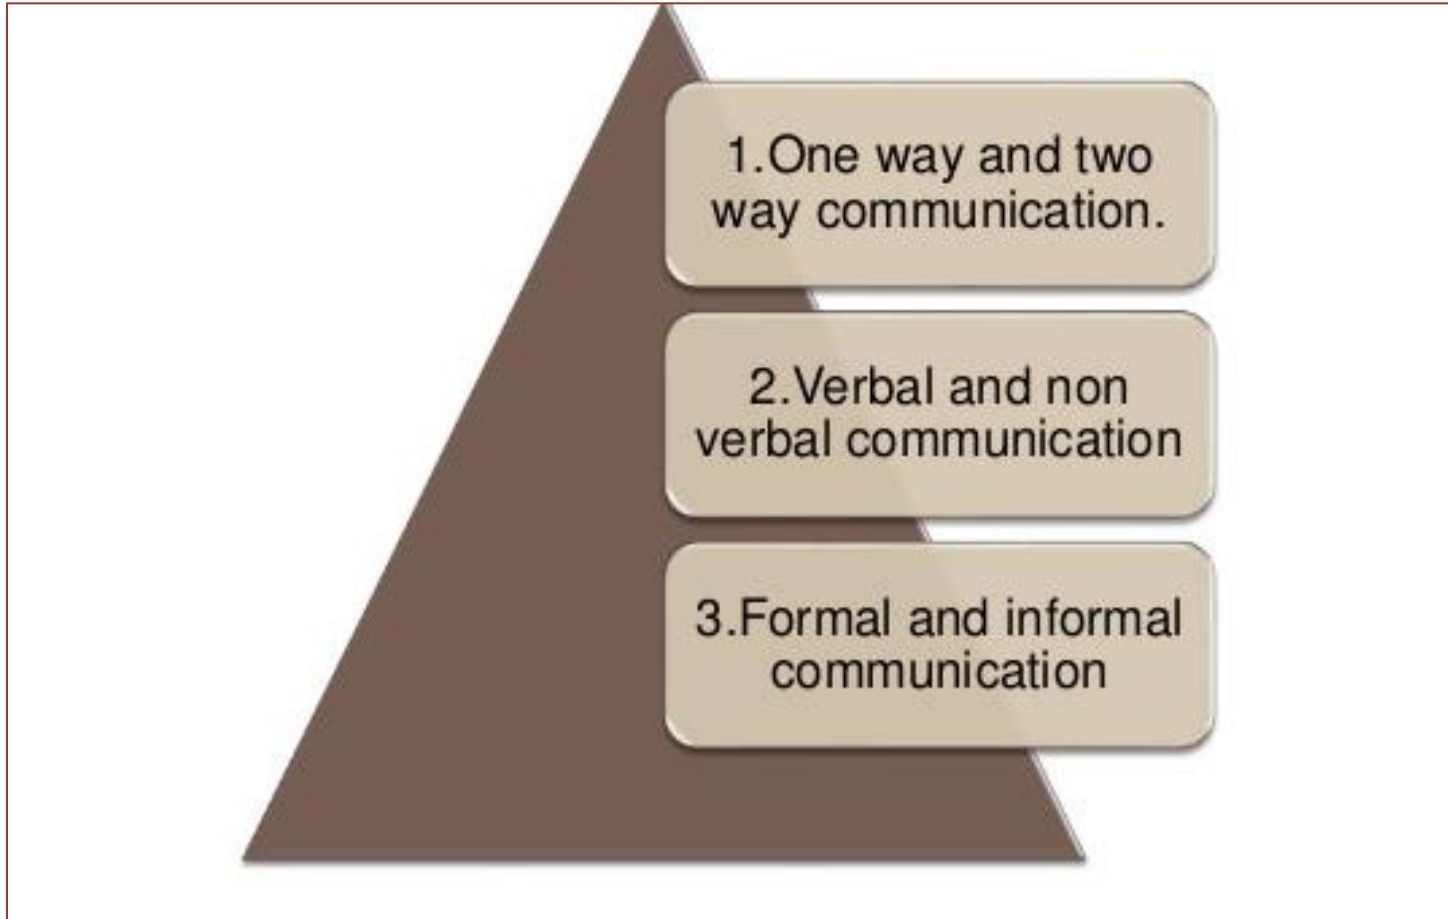 1.One way and two
way communication.
2.Verbal and non
verbal communication
3.Formal and informal
communication